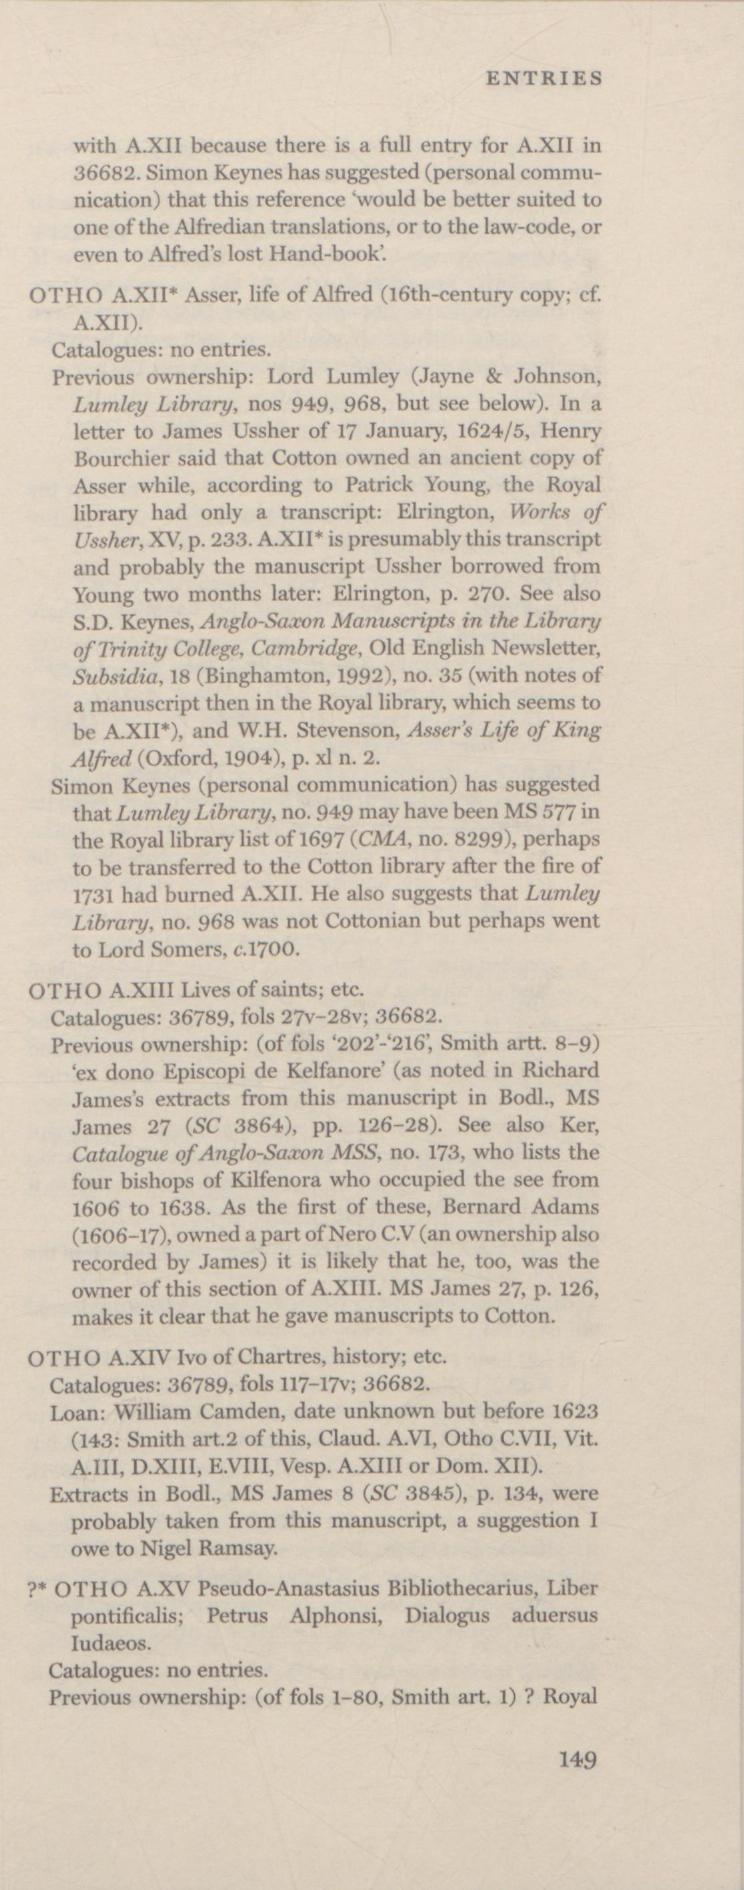 ENTRIES
with A.XII because there is a full entry for A.XII in
36682. Simon Keynes has suggested (personal commu-
nication) that this reference ‘would be better suited to
one of the Alfredian translations, or to the law-code, or
even to Alfred’s lost Hand-book’.
OTHO A.XII* Asser, life of Alfred (16th-century copy; cf.
A.XII).
Catalogues: no entries.
Previous ownership: Lord Lumley (Jayne & Johnson,
Lumley Library, nos 949, 968, but see below). In a
letter to James Ussher of 17 January, 1624/5, Henry
Bourchier said that Cotton owned an ancient copy of
Asser while, according to Patrick Young, the Royal
library had only a transcript: Elrington, Works of
Ussher, XV, p. 233. A.XII* is presumably this transcript
and probably the manuscript Ussher borrowed from
Young two months later: Elrington, p. 270. See also
S.D. Keynes, Anglo-Saxon Manuscripts in the Library
of Trinity College, Cambridge, Old English Newsletter,
Subsidia, 18 (Binghamton, 1992), no. 35 (with notes of
a manuscript then in the Royal library, which seems to
be A.XII*), and W.H. Stevenson, Asser’s Life of King
Alfred (Oxford, 1904), p. xl n. 2.
Simon Keynes (personal communication) has suggested
that Lumley Library, no. 949 may have been MS 577 in
the Royal library list of 1697 (CMA, no. 8299), perhaps
to be transferred to the Cotton library after the fire of
1731 had burned A.XII. He also suggests that Lumley
Library, no. 968 was not Cottonian but perhaps went
to Lord Somers, c.1700.
OTHO A.XIII Lives of saints; etc.
Catalogues: 36789, fols 27v–28v; 36682.
Previous ownership: (of fols ‘202’-‘216’, Smith artt. 8–9)
‘ex dono Episcopi de Kelfanore’ (as noted in Richard
James’s extracts from this manuscript in Bodl., MS
James 27 (SC 3864), pp. 126–28). See also Ker,
Catalogue of Anglo-Saxon MSS, no. 173, who lists the
four bishops of Kilfenora who occupied the see from
1606 to 1638. As the first of these, Bernard Adams
(1606–17), owned a part of Nero C.V (an ownership also
recorded by James) it is likely that he, too, was the
owner of this section of A.XIII. MS James 27, p. 126,
makes it clear that he gave manuscripts to Cotton.
OTHO A.XIV Ivo of Chartres, history; etc.
Catalogues: 36789, fols 117–17v; 36682.
Loan: William Camden, date unknown but before 1623
(143: Smith art.2 of this, Claud. A.VI, Otho C.VII, Vit.
A.III, D.XIII, E.VIII, Vesp. A.XIII or Dom. XII).
Extracts in Bodl., MS James 8 (SC 3845), p. 134, were
probably taken from this manuscript, a suggestion I
owe to Nigel Ramsay.
?* OTHO A.XV Pseudo-Anastasius Bibliothecarius, Liber
pontificalis; Petrus Alphonsi, Dialogus aduersus
Iudaeos.
Catalogues: no entries.
Previous ownership: (of fols 1–80, Smith art. 1) ? Royal
149